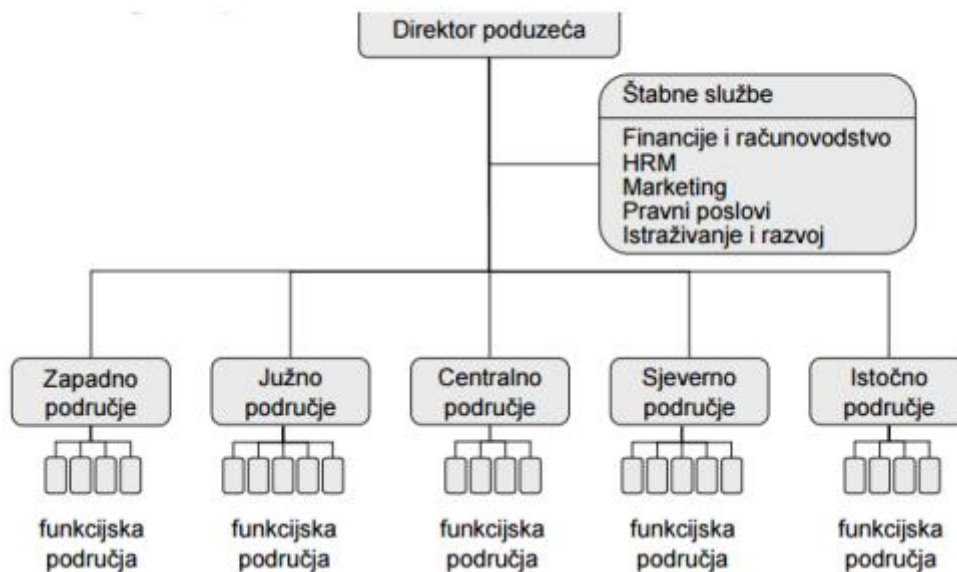 Direktor poduzeća
Štabne službe
Financije i računovodstvo
HRM
Marketing
Pravni poslovi
Istraživanje i razvoj
Zapadno
područje
Južno
područje
Centralno
područje
Sjeverno
područje
Istočno
područje
funkcijska
područja
funkcijska
područja
funkcijska
područja
funkcijska
područja
funkcijska
područja